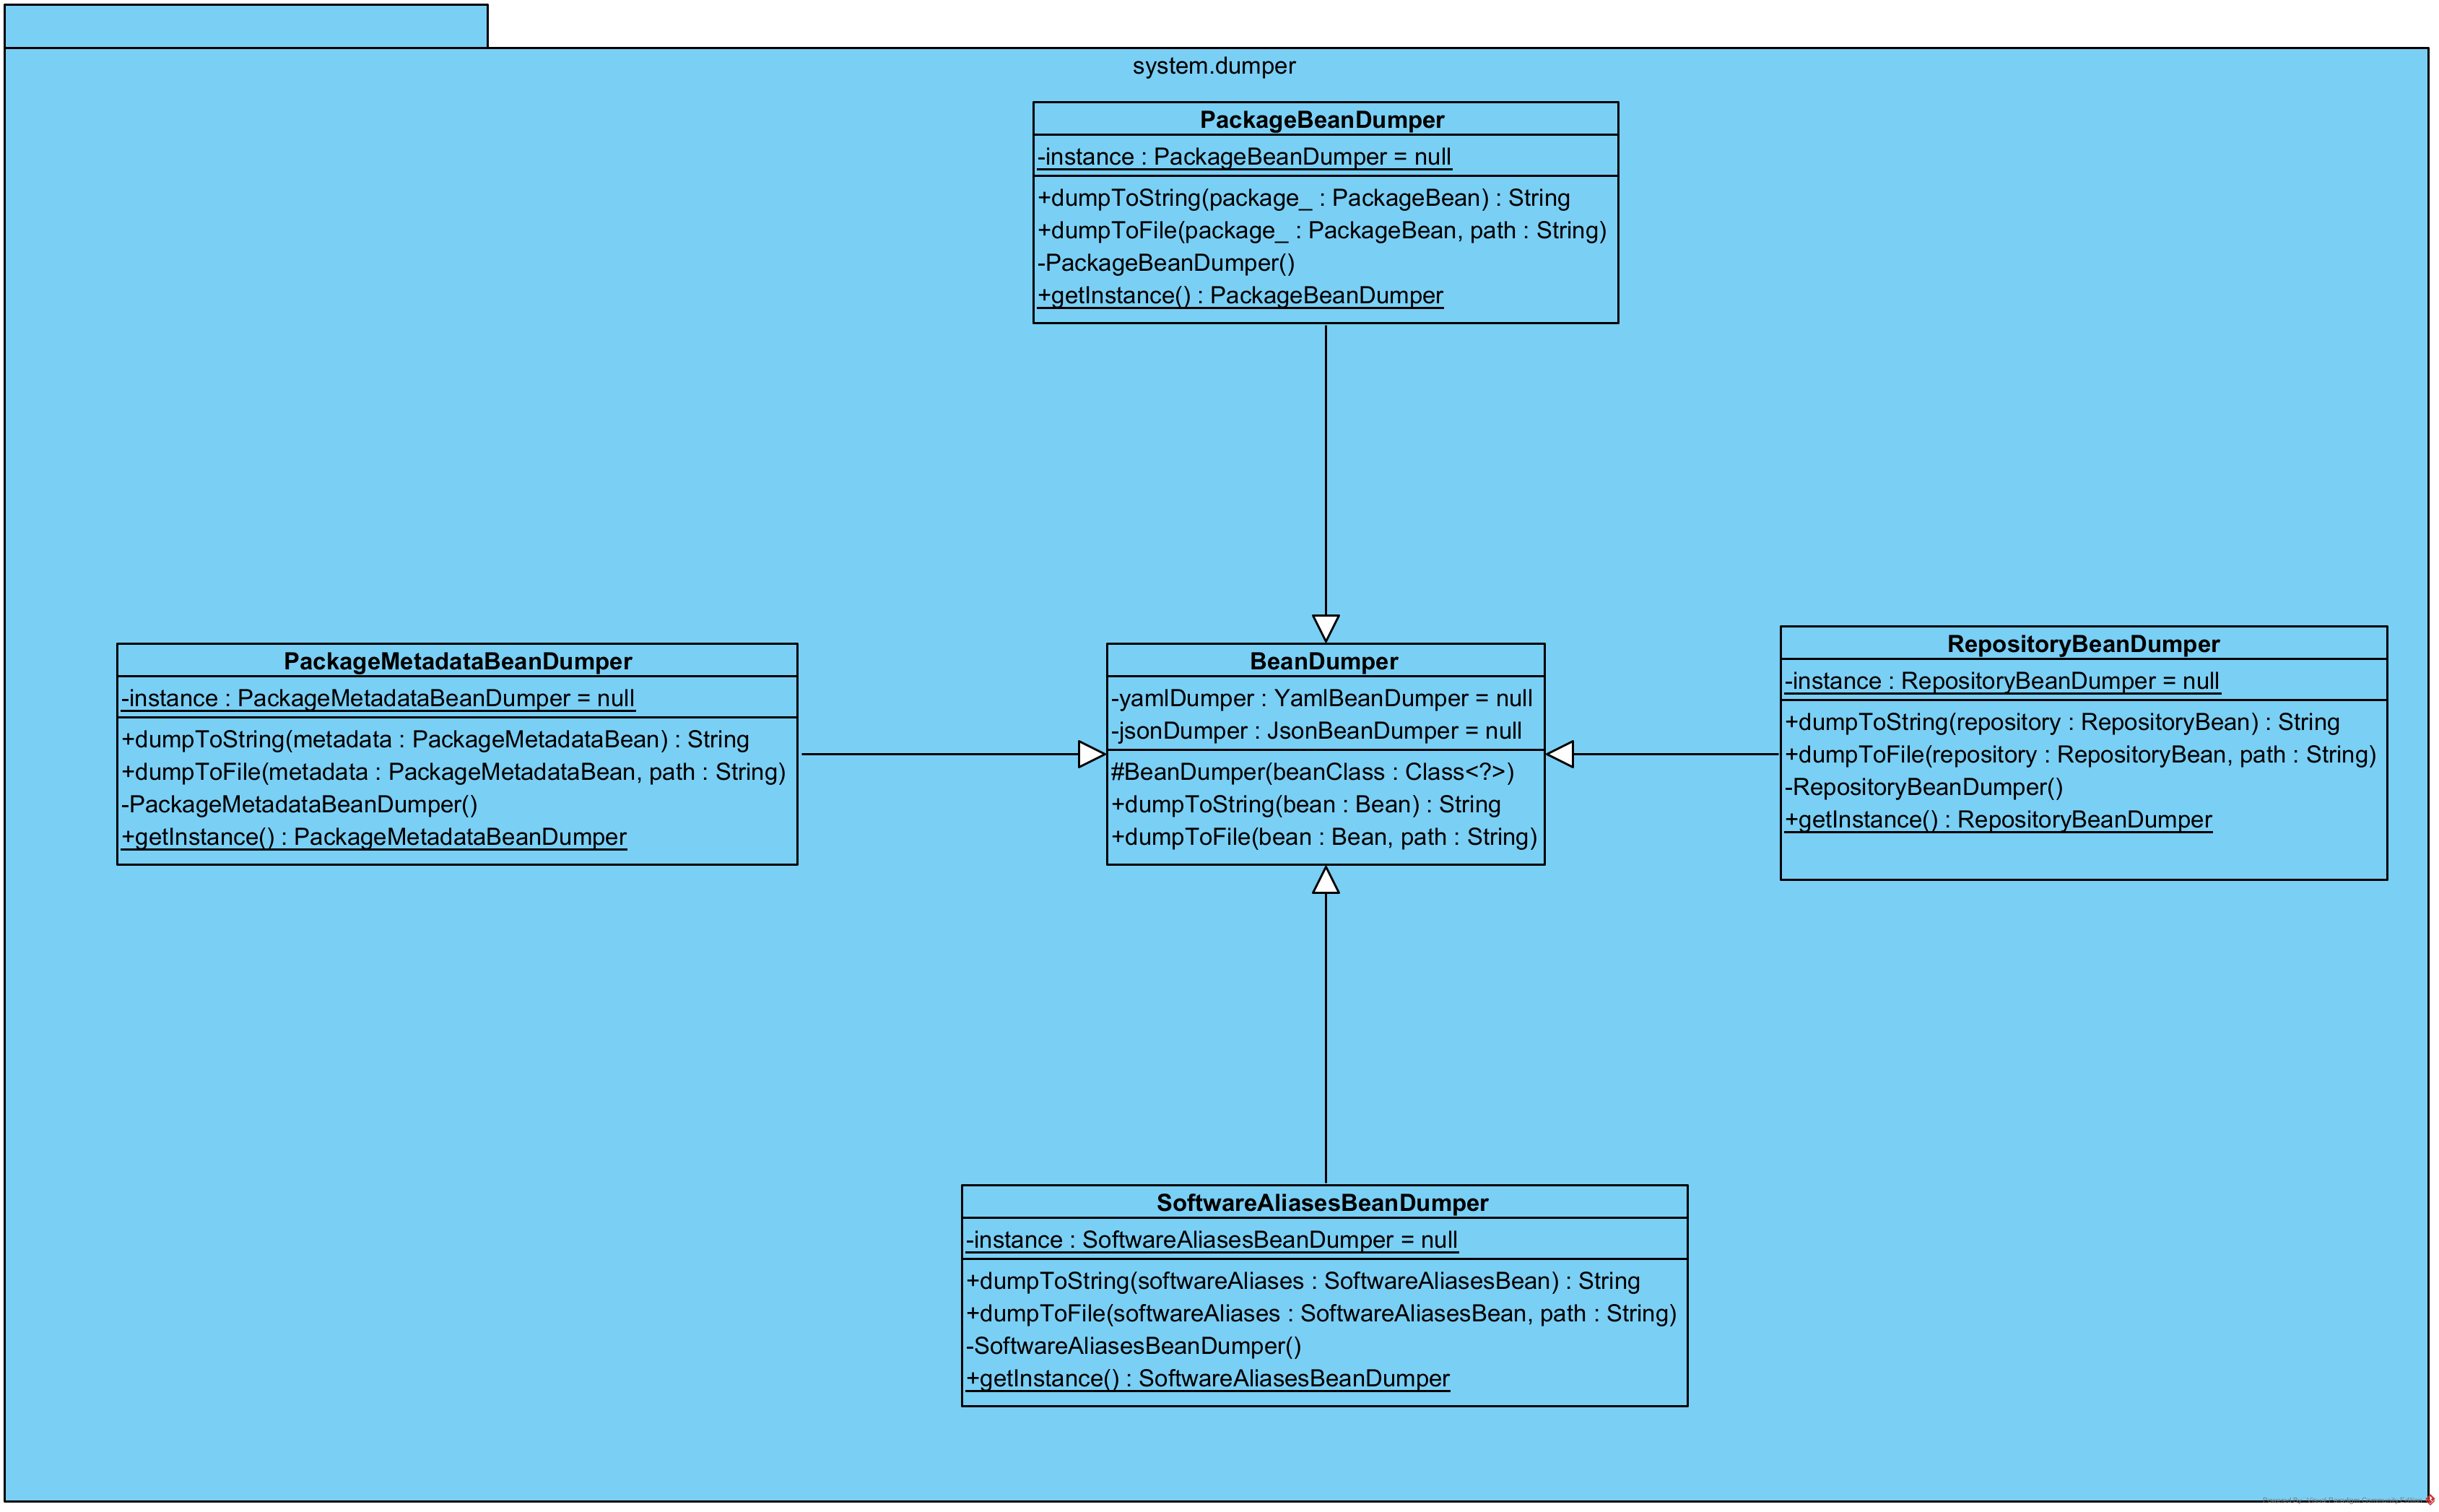 system.dumper
PackageBeanDumper
-instance : PackageBeanDumper = null
+dumpToString(package_ : PackageBean) : String
+dumpToFile(package_ : PackageBean, path : String)
-PackageBeanDumper()
+getInstance() : PackageBeanDumper
PackageMetadataBeanDumper
-instance : PackageMetadataBeanDumper = null
+dumpToString(metadata : PackageMetadataBean) : String
+dumpToFile(metadata : PackageMetadataBean, path : String)
-PackageMetadataBeanDumper()
+getInstance() : PackageMetadataBeanDumper
BeanDumper
-yamlDumper : YamlBeanDumper = null
-jsonDumper : JsonBeanDumper = null
#BeanDumper(beanClass : Class<?>)
+dumpToString(bean : Bean) : String
+dumpToFile(bean : Bean, path : String)
RepositoryBeanDumper
-instance : RepositoryBeanDumper = null
+dumpToString(repository : RepositoryBean) : String
+dumpToFile(repository : RepositoryBean, path : String)
-RepositoryBeanDumper()
+getInstance() : RepositoryBeanDumper
SoftwareAliasesBeanDumper
-instance : SoftwareAliasesBeanDumper = null
+dumpToString(softwareAliases : SoftwareAliasesBean) : String
+dumpToFile(softwareAliases : SoftwareAliasesBean, path : String)
-SoftwareAliasesBeanDumper()
+getInstance() : SoftwareAliasesBeanDumper